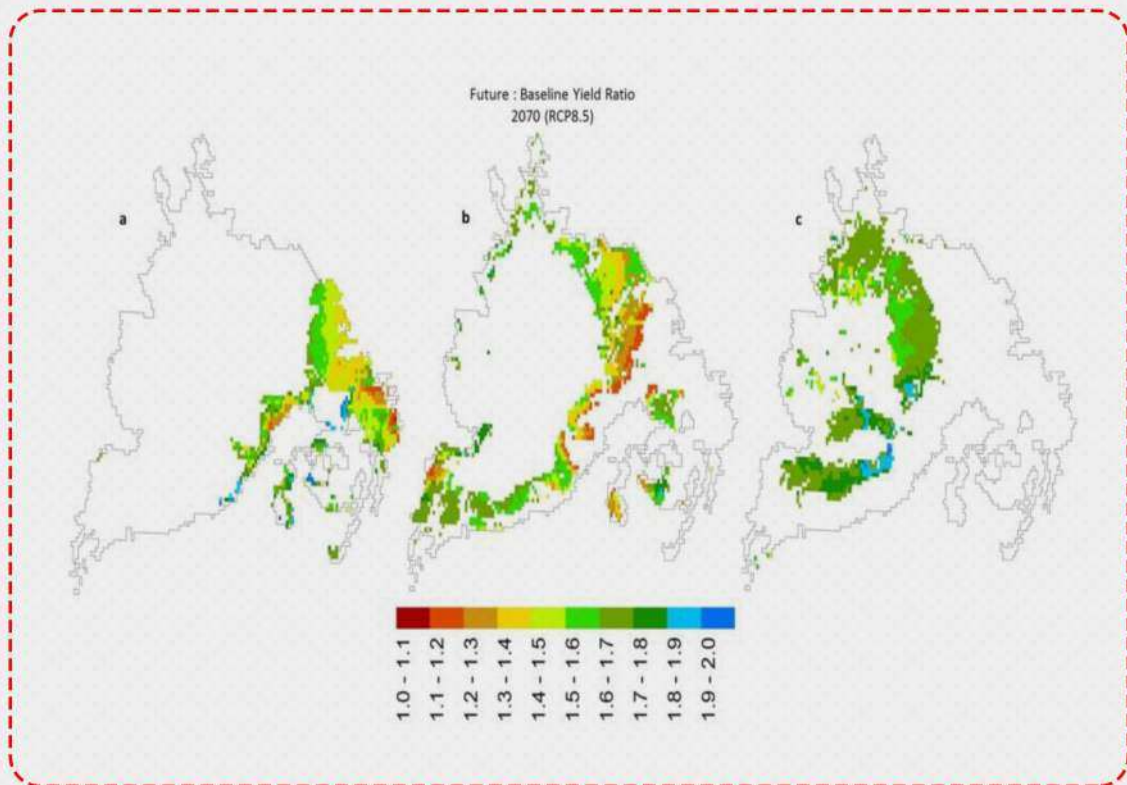 Future : Baseline Yield Ratio
2070 (RCP8.5)
a
b
c
1.0 - 1.1
1.1 - 1.2
1.2 - 1.3
1.3 - 1.4
1.4 - 1.5
1.5 - 1.6
1.6 - 1.7
1.7 - 1.8
1.8 - 1.9
1.9 - 2.0